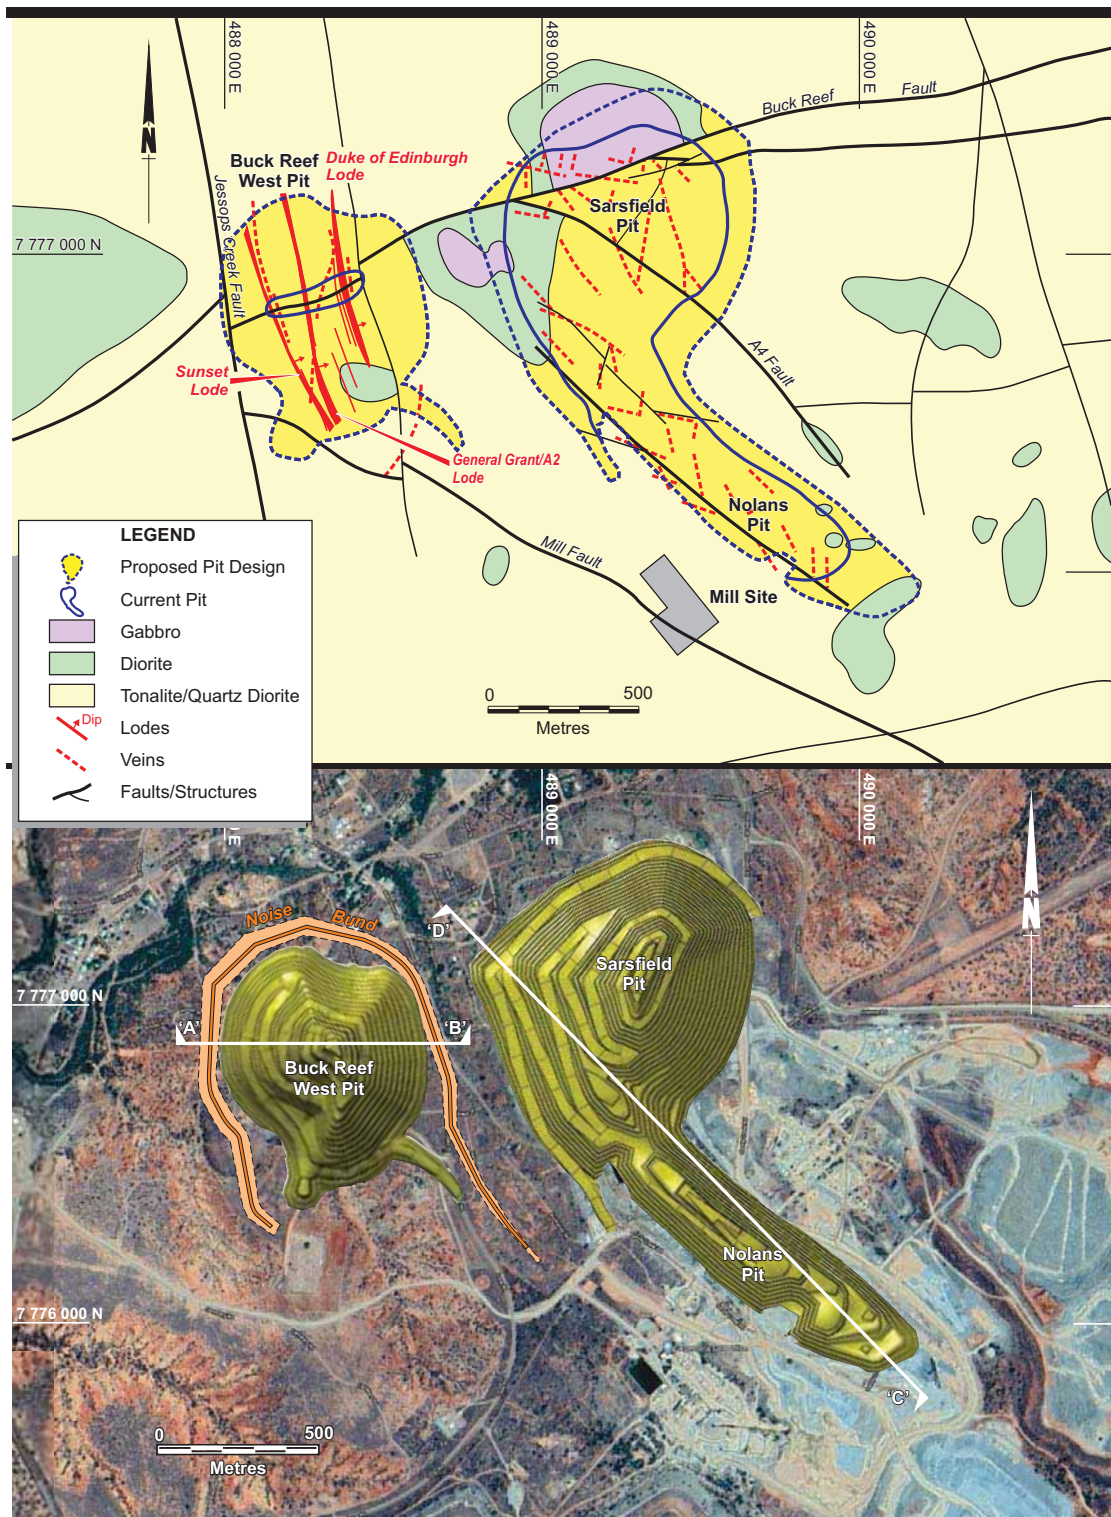 488 000 E
489 000 E
490 000 E
Buck Reef Fault
N
Buck Reef
West Pit
Duke of Edinburgh
Lode
Jessops Creek Fault
Sarsfield
Pit
7 777 000 N
A4 Fault
Sunset
Lode
General Grant/A2
Lode
Nolans
Pit
Mill Fault
Mill Site
LEGEND
Proposed Pit Design
Current Pit
Gabbro
Diorite
Tonalite/Quartz Diorite
Dip
Lodes
Veins
Faults/Structures
0 500
Metres
0 E
489 000 E
490 000 E
N
Noise Bund
'D'
Sarsfield
Pit
7 777 000 N
'A'
'B'
Buck Reef
West Pit
Nolans
Pit
7 776 000 N
'C'
0 500
Metres